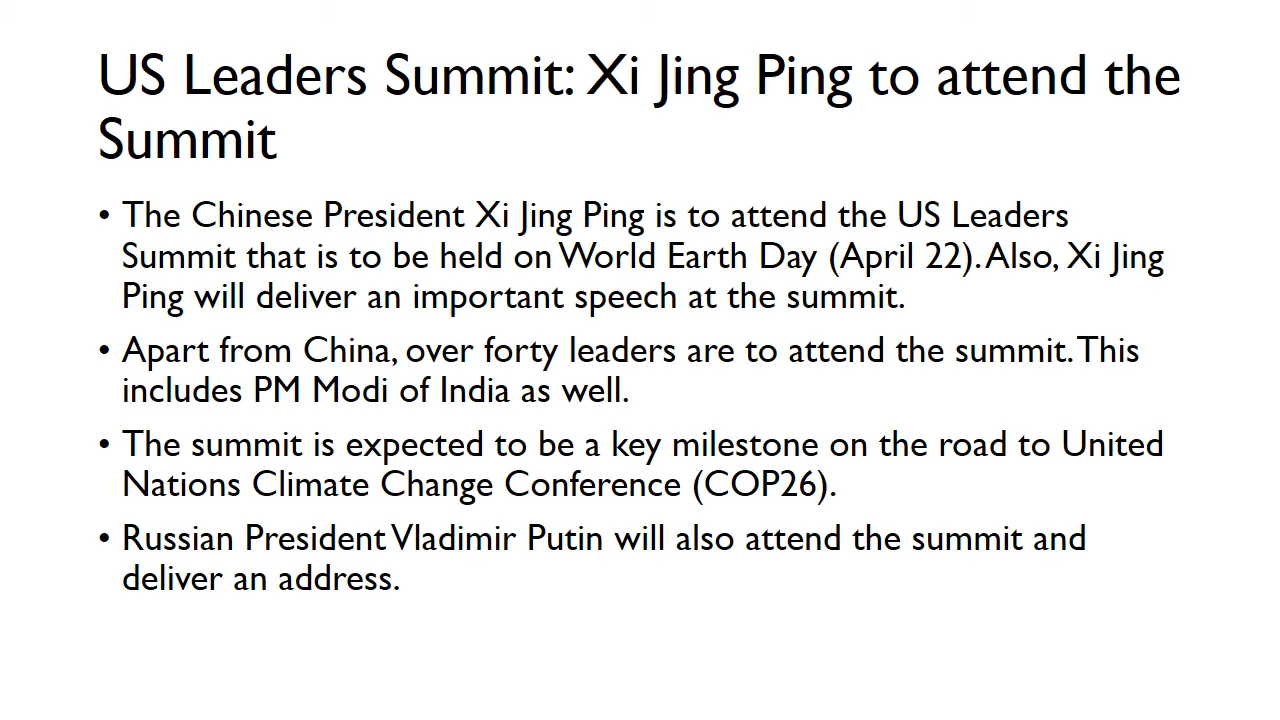 US Leaders Summit: Xi Jing Ping to attend the
Summit
• The Chinese President Xi Jing Ping is to attend the US Leaders
Summit that is to be held on World Earth Day (April 22). Also, Xi Jing
Ping will deliver an important speech at the summit.
• Apart from China, over forty leaders are to attend the summit. This
includes PM Modi of India as well.
• The summit is expected to be a key milestone on the road to United
Nations Climate Change Conference (COP26).
• Russian President Vladimir Putin will also attend the summit and
deliver an address.